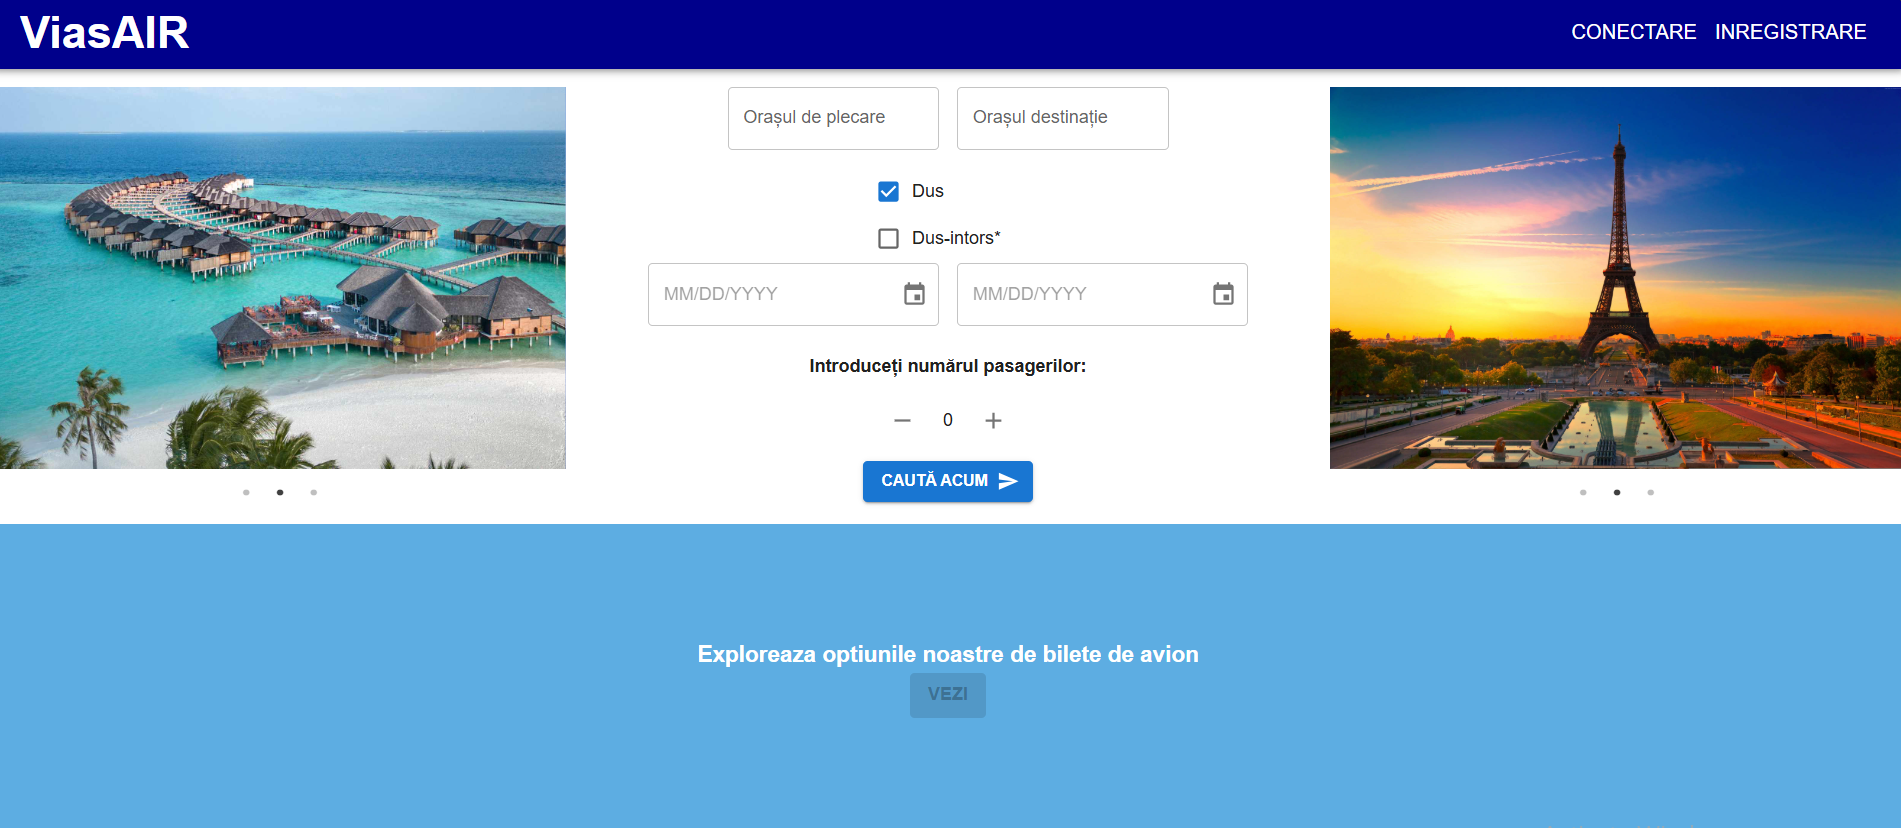 ViasAIR
CONECTARE INREGISTRARE
Orașul de plecare
Orașul destinație
Dus
Dus-intors*
MM/DD/YYYY
MM/DD/YYYY
Introduceți numărul pasagerilor:
0
CAUTĂ ACUM
Exploreaza optiunile noastre de bilete de avion
VEZI